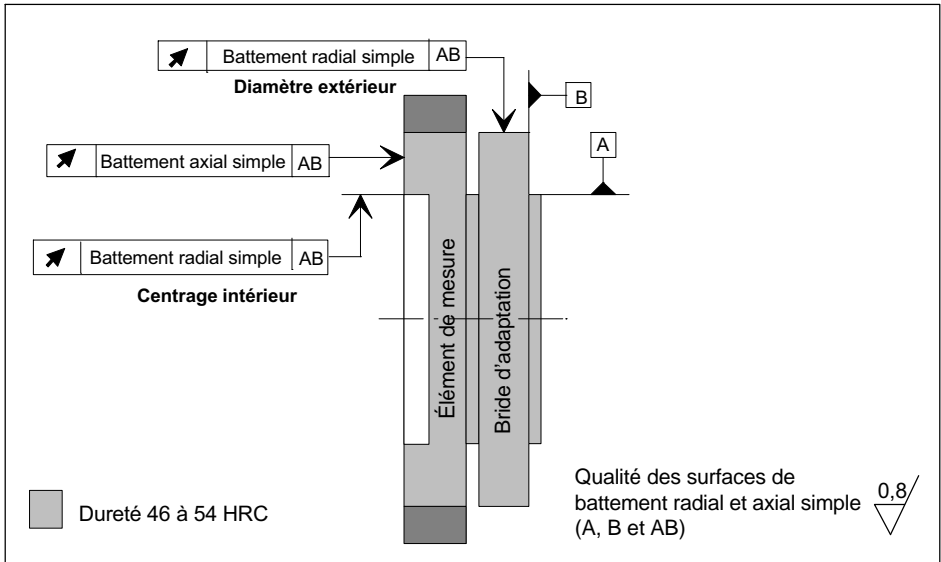 Battement radial simple AB
Diamètre extérieur
B
A
Battement axial simple AB
Battement radial simple AB
Centrage intérieur
Élément de mesure
Bride d'adaptation
Dureté 46 à 54 HRC
Qualité des surfaces de
battement radial et axial simple
(A, B et AB)
0,8